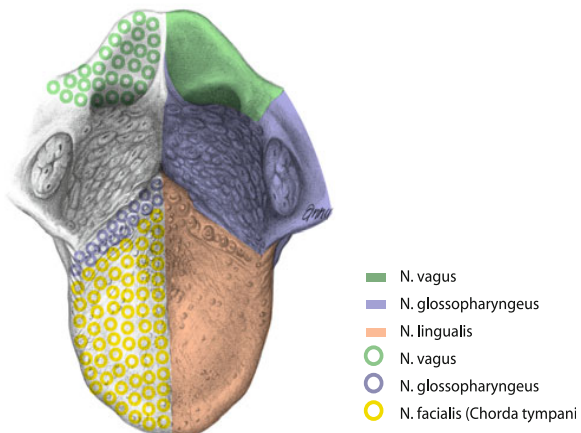 N. vagus
N. glossopharyngeus
N. lingualis
N. vagus
N. glossopharyngeus
N. facialis (Chorda tympani